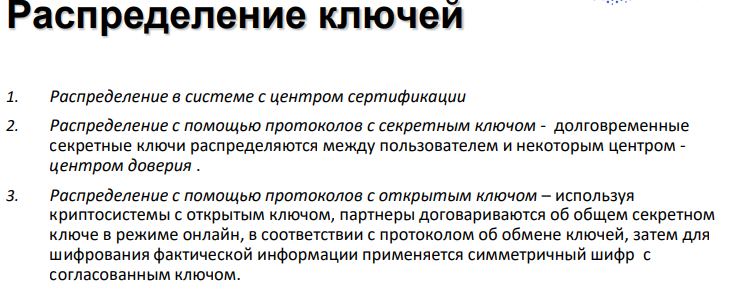 Распределение ключей
1. Распределение в системе с центром сертификации
2. Распределение с помощью протоколов с секретным ключом - долговременные
секретные ключи распределяются между пользователем и некоторым центром -
центром доверия .
3. Распределение с помощью протоколов с открытым ключом – используя
криптосистемы с открытым ключом, партнеры договариваются об общем секретном
ключе в режиме онлайн, в соответствии с протоколом об обмене ключей, затем для
шифрования фактической информации применяется симметричный шифр с
согласованным ключом.